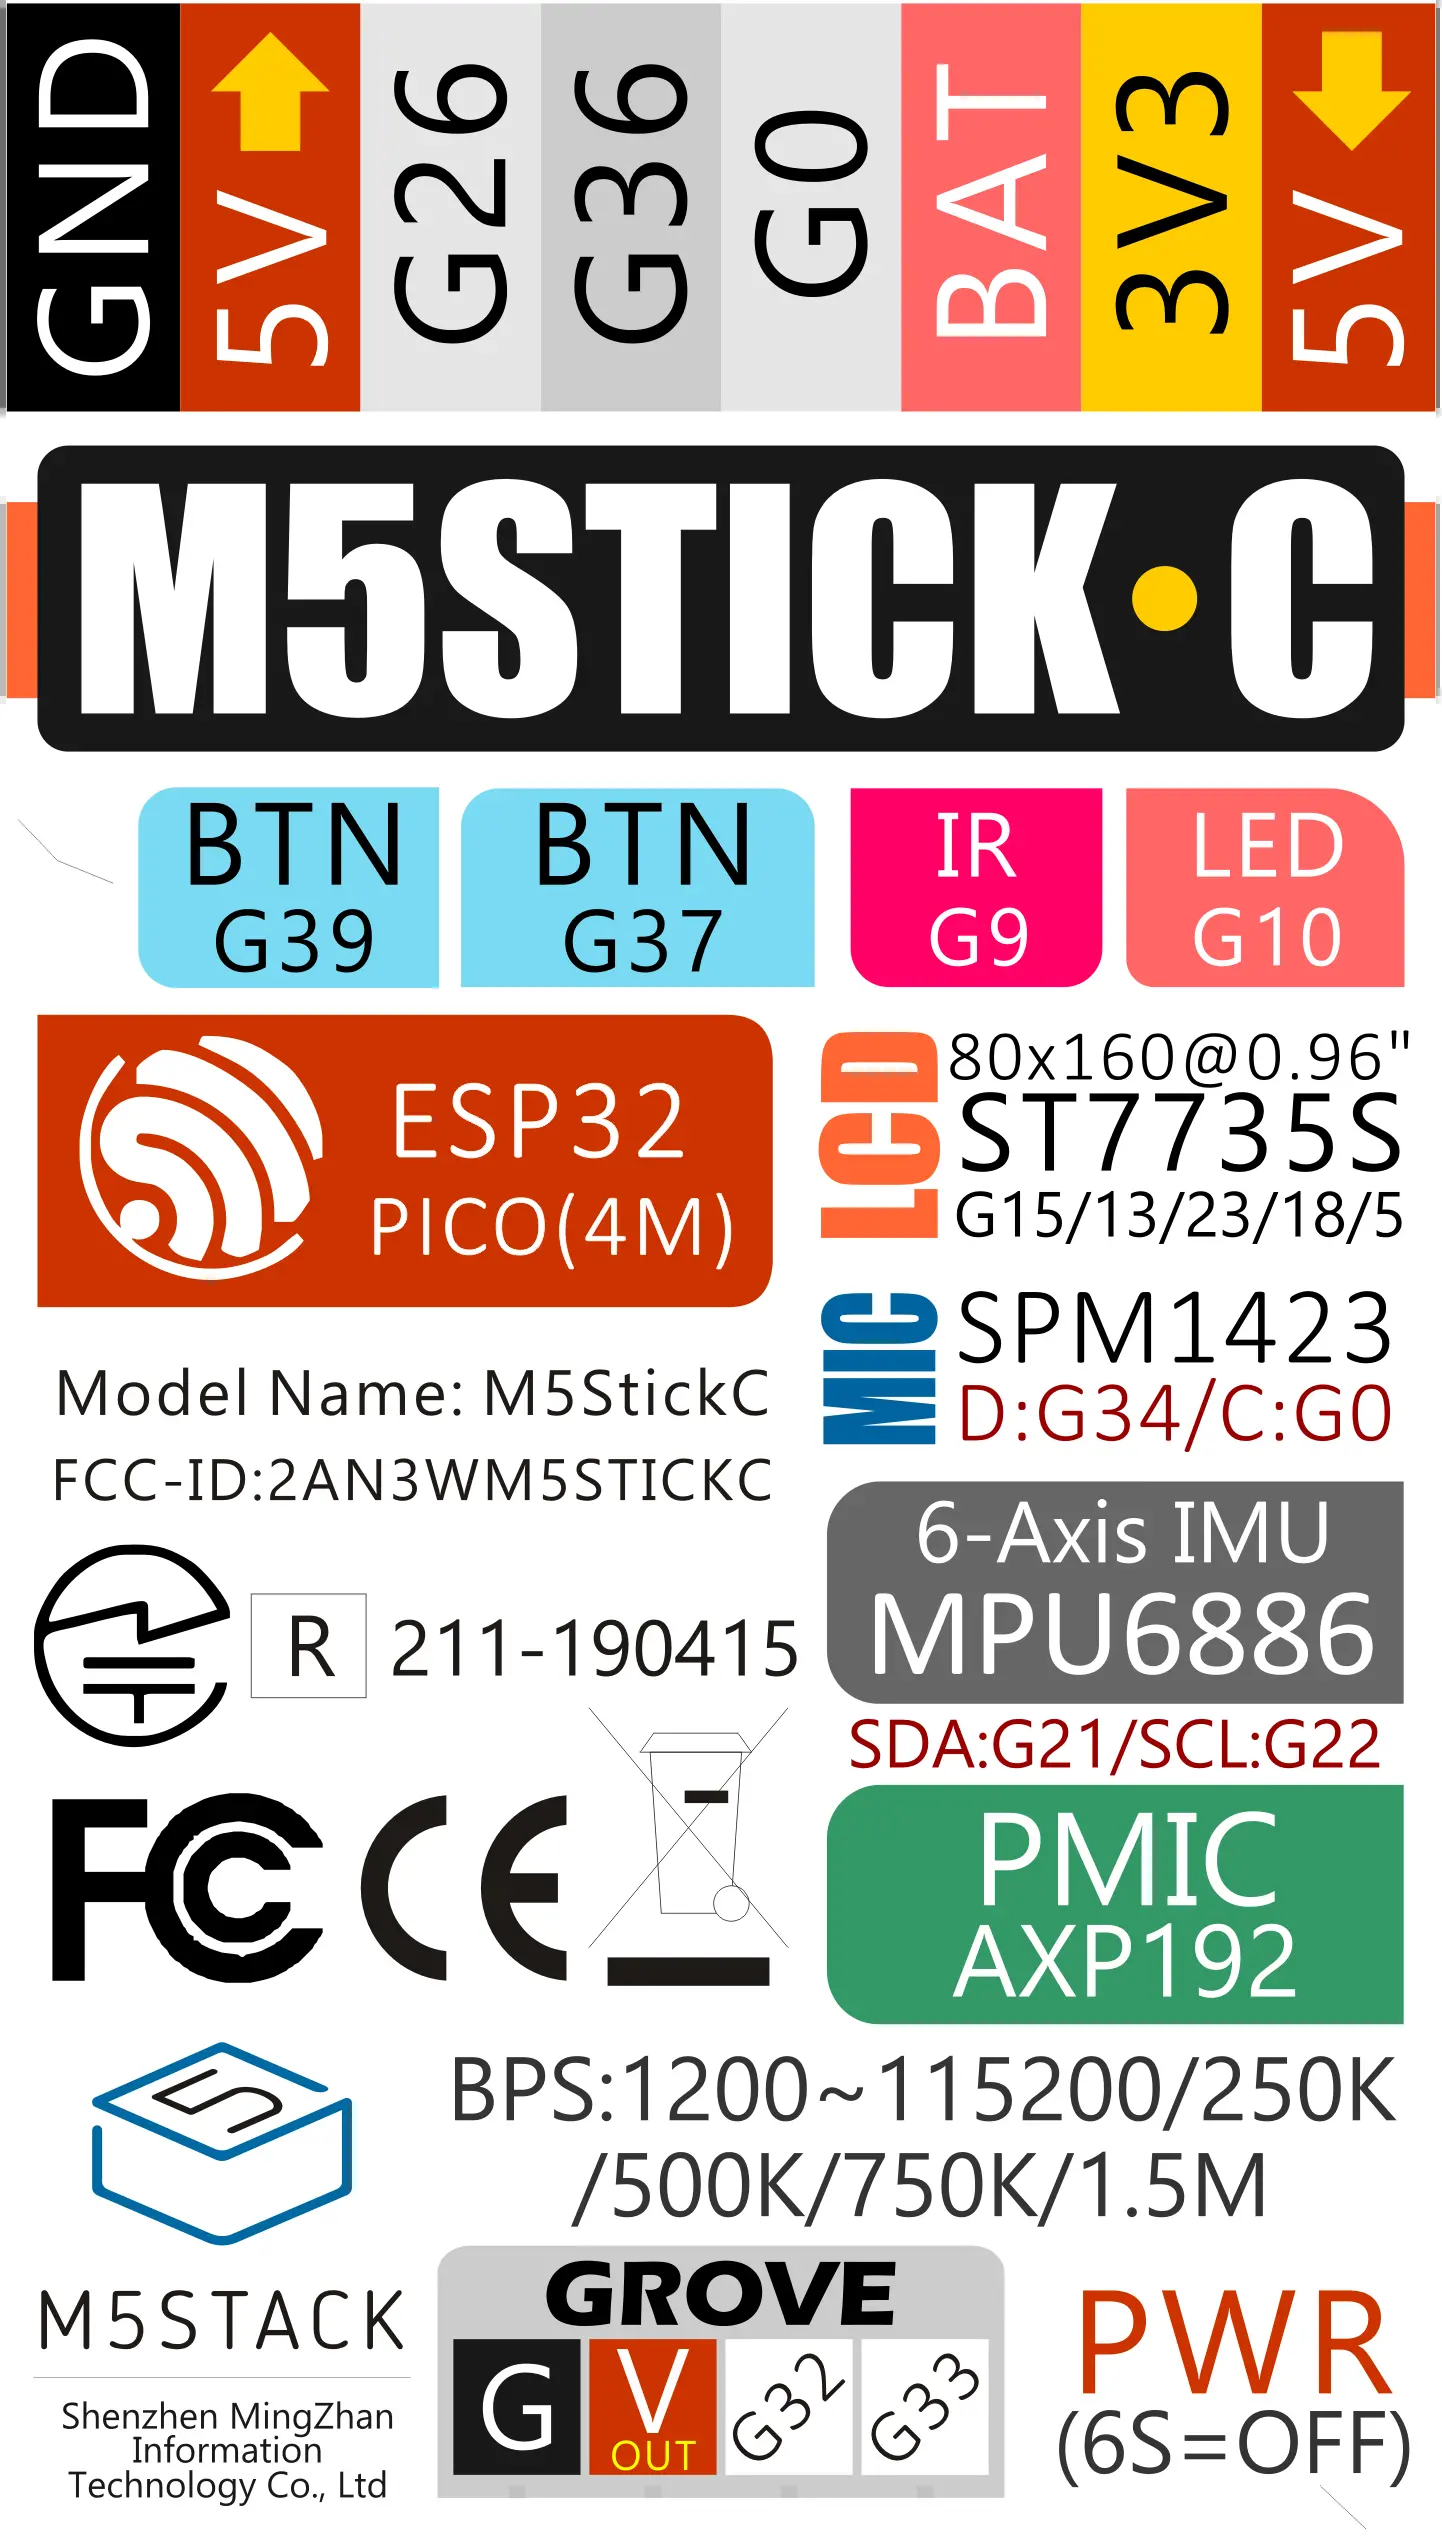 GND 5V G26 G36 G0 BAT 3V3 5V
M5STICK·C
BTN
G39
BTN
G37
IR
G9
LED
G10
ESP32
PICO(4M)
LCD
80x160@0.96"
ST7735S
G15/13/23/18/5
MIC
SPM1423
D:G34/C:G0
Model Name: M5StickC
FCC-ID:2AN3WM5STICKC
6-Axis IMU
MPU6886
SDA:G21/SCL:G22
R 211-190415
FC CE
PMIC
AXP192
5
BPS:1200~115200/250K
/500K/750K/1.5M
M5STACK
Shenzhen MingZhan
Information
Technology Co., Ltd
GROVE
G V OUT G32 G33
PWR
(6S=OFF)